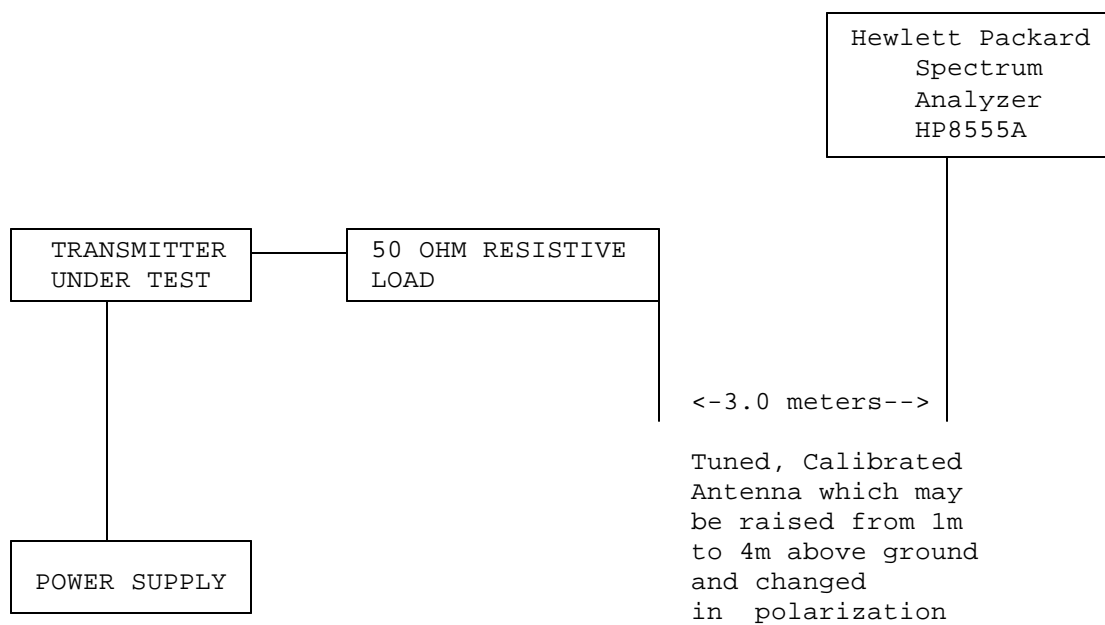 Hewlett Packard
Spectrum
Analyzer
HP8555A
TRANSMITTER
UNDER TEST
50 OHM RESISTIVE
LOAD
<-3.0 meters-->
Tuned, Calibrated
Antenna which may
be raised from 1m
to 4m above ground
and changed
in polarization
POWER SUPPLY